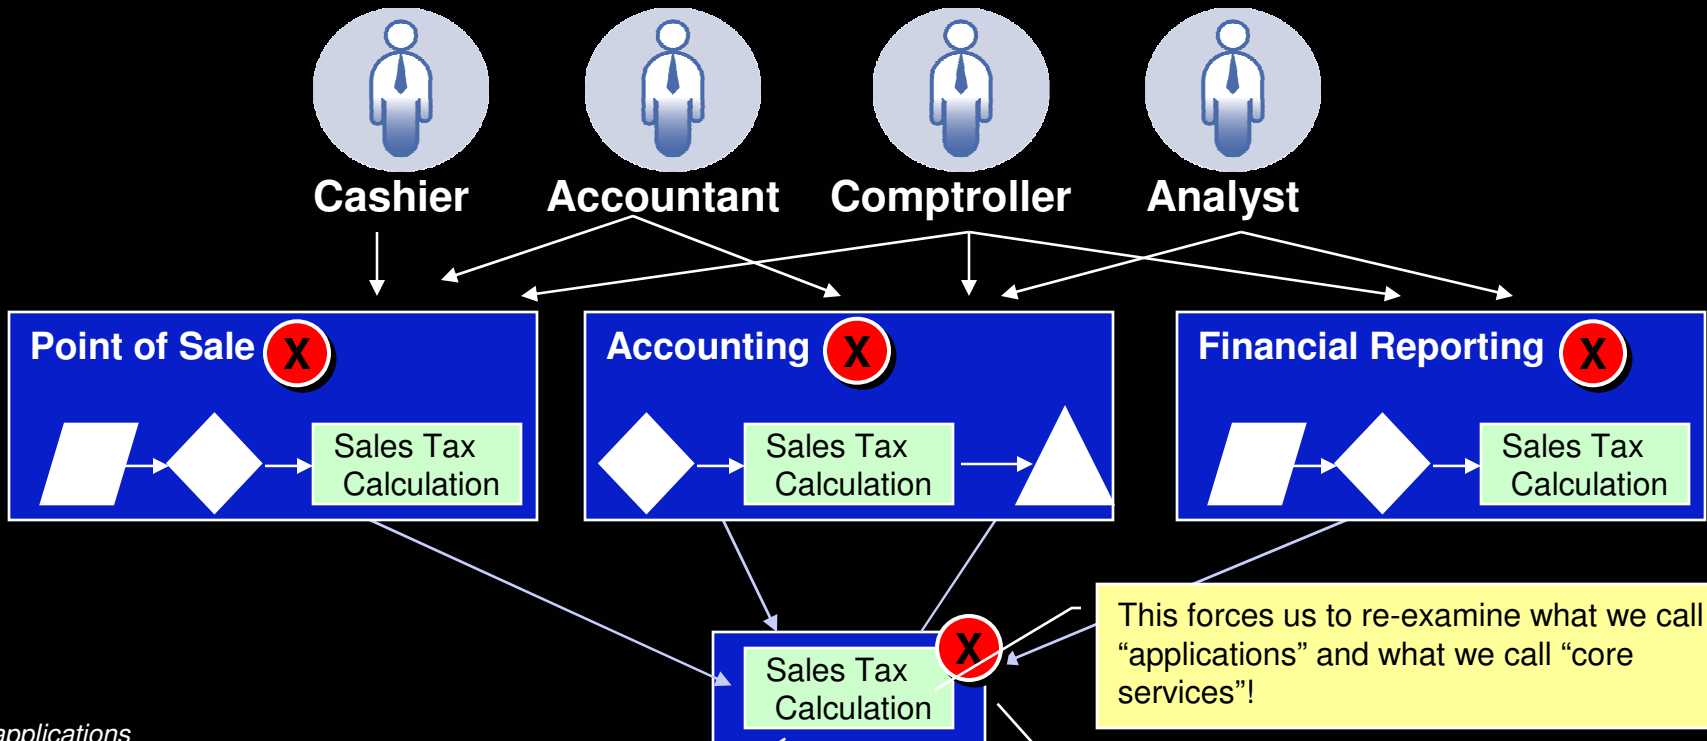 Cashier
Accountant
Comptroller
Analyst
Point of Sale
X
Accounting
X
Financial Reporting
X
Sales Tax
Calculation
Sales Tax
Calculation
Sales Tax
Calculation
X
Sales Tax
Calculation
This forces us to re-examine what we call
“applications” and what we call “core
services”!
applications